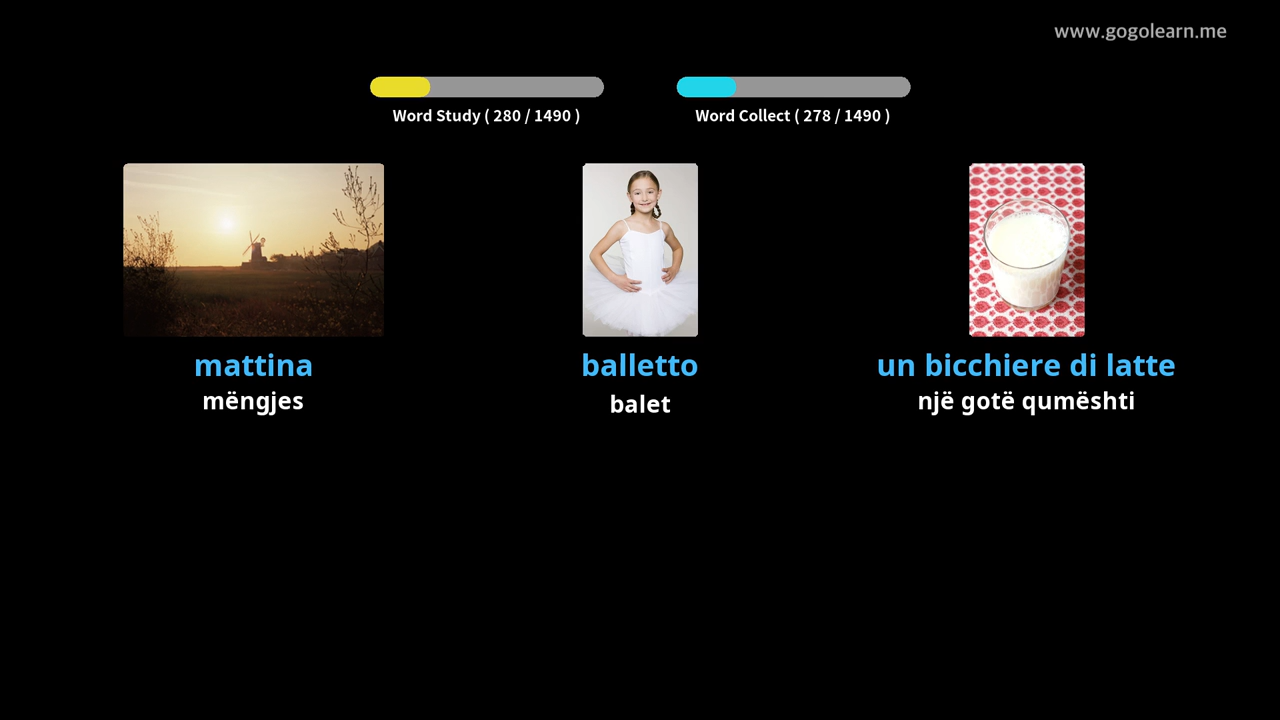 www.gogolearn.me
Word Study ( 280 / 1490 )
Word Collect ( 278 / 1490 )
mattina
mëngjes
balletto
balet
un bicchiere di latte
një gotë qumështi